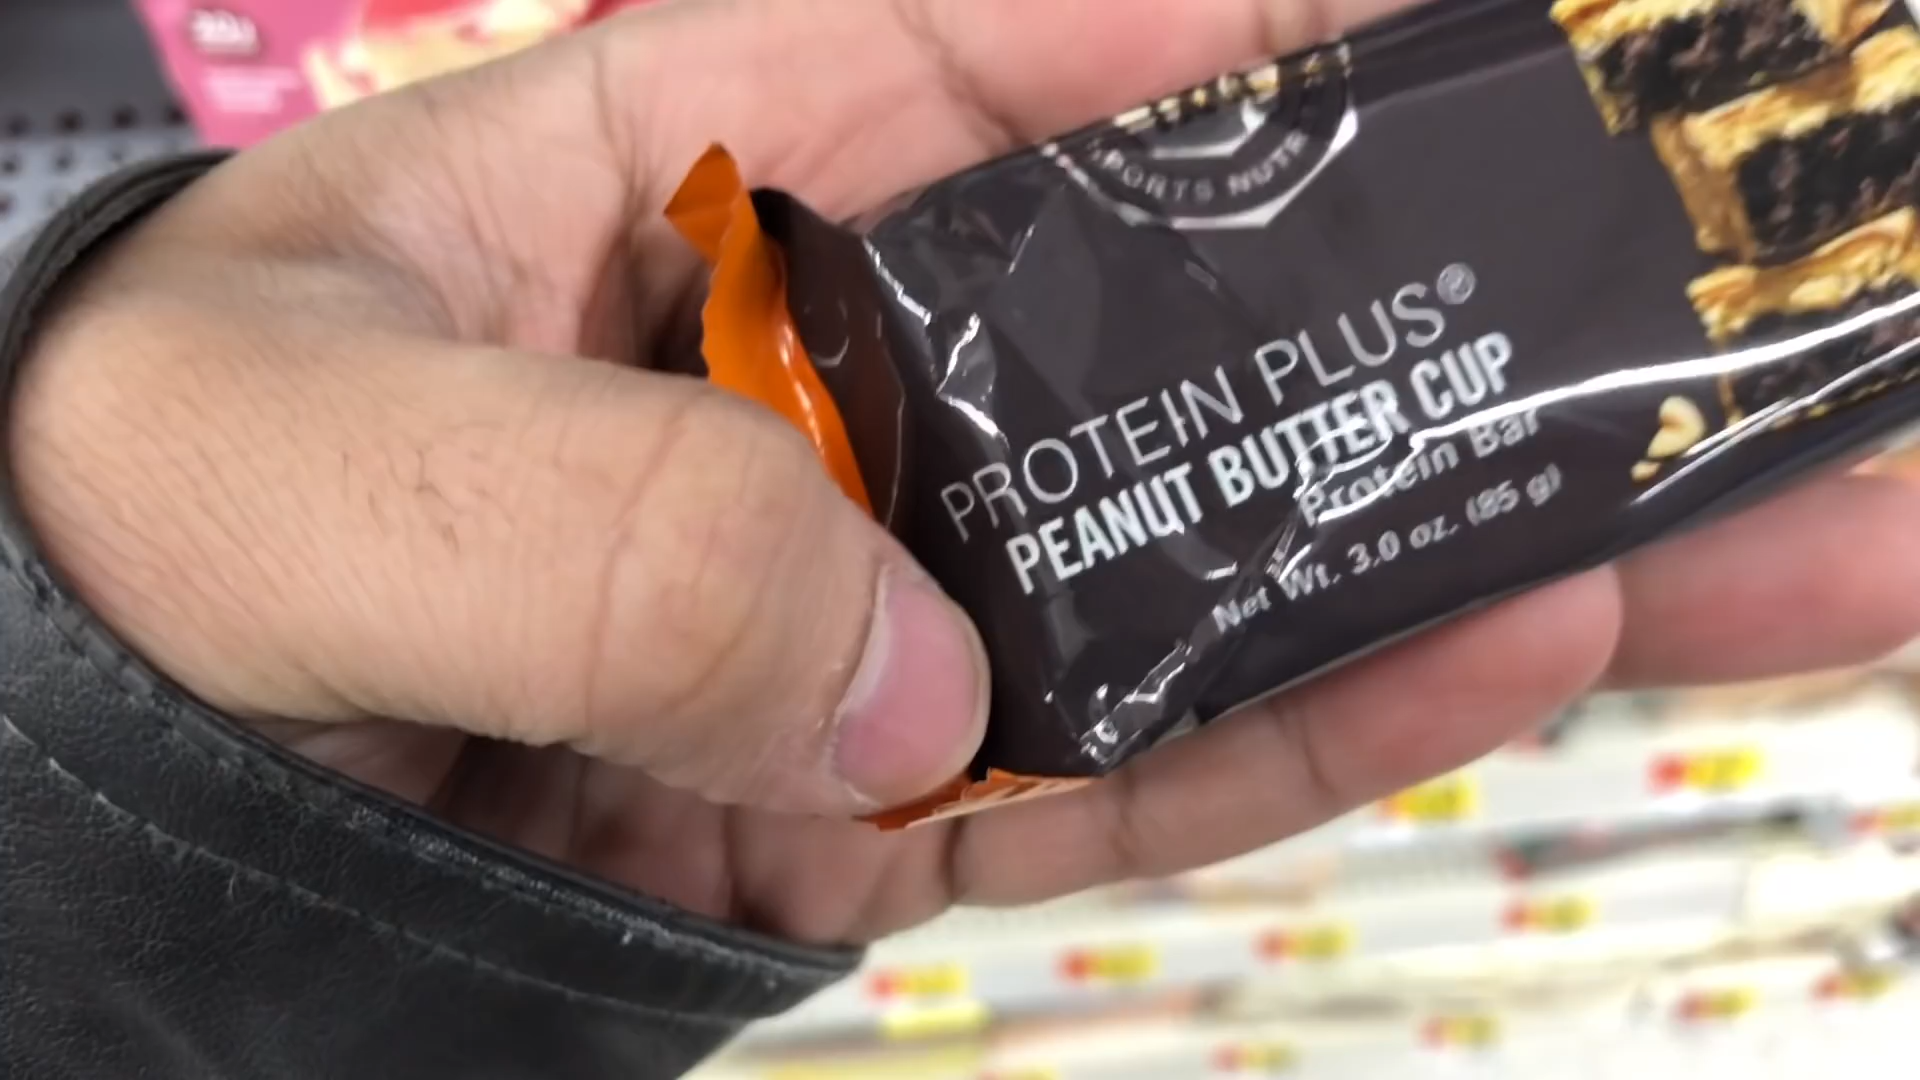 SPORTS NUTR
PROTEIN PLUS®
PEANUT BUTTER CUP
Protein Bar
Net Wt. 3.0 oz. (85 g)